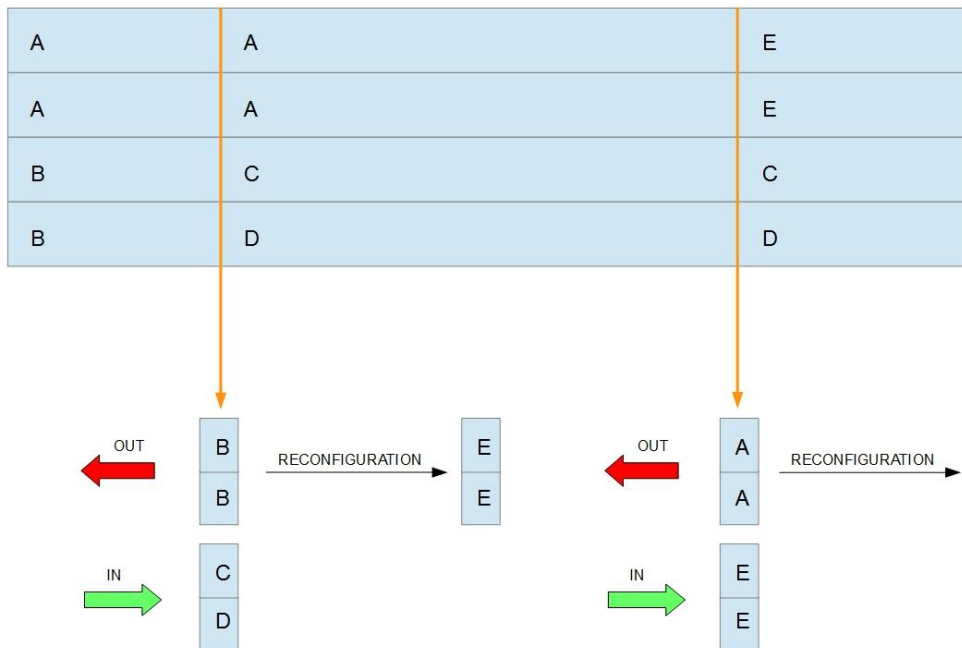 A A E
A A E
B C C
B D D
OUT B RECONFIGURATION E OUT A RECONFIGURATION
B E A
IN C IN E
D E